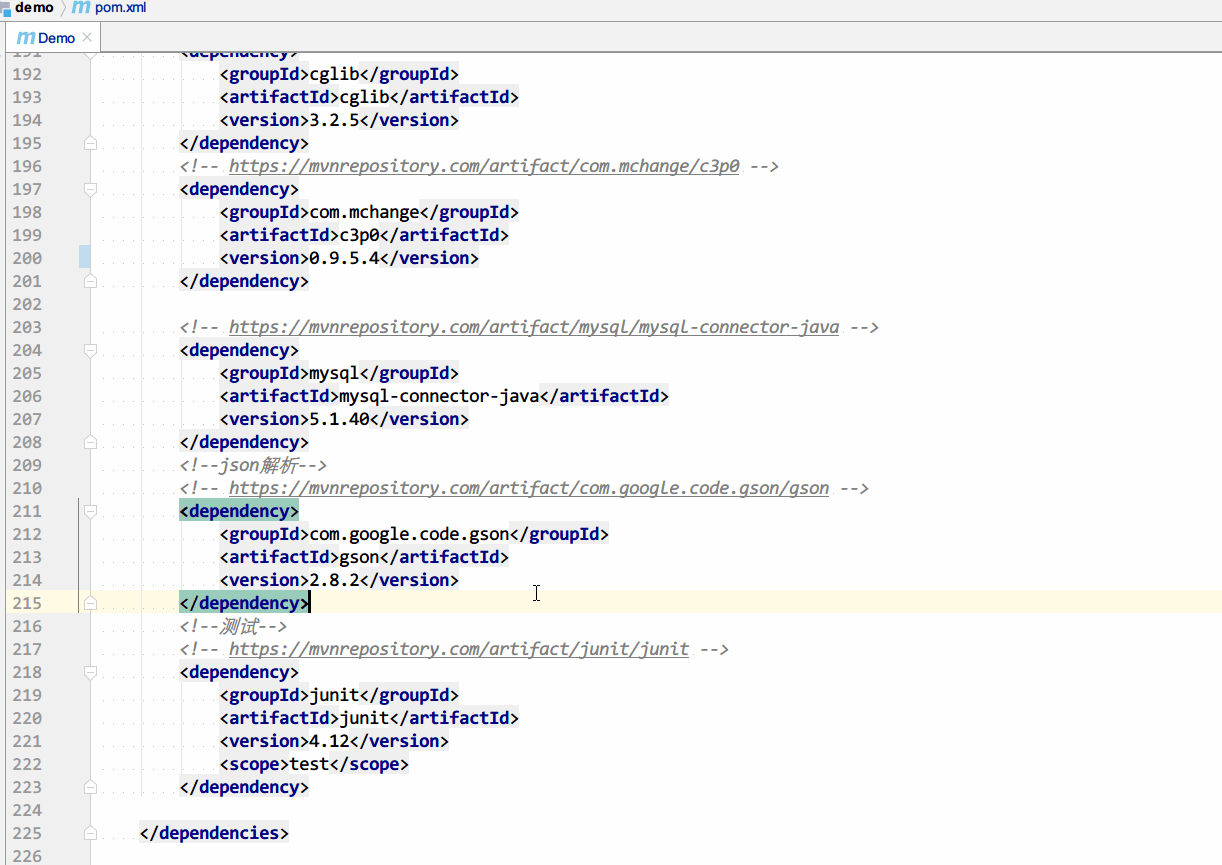 demo pom.xml
Demo
191 <dependency>
192 <groupId>cglib</groupId>
193 <artifactId>cglib</artifactId>
194 <version>3.2.5</version>
195 </dependency>
196 <!-- https://mvnrepository.com/artifact/com.mchange/c3p0 -->
197 <dependency>
198 <groupId>com.mchange</groupId>
199 <artifactId>c3p0</artifactId>
200 <version>0.9.5.4</version>
201 </dependency>
202
203 <!-- https://mvnrepository.com/artifact/mysql/mysql-connector-java -->
204 <dependency>
205 <groupId>mysql</groupId>
206 <artifactId>mysql-connector-java</artifactId>
207 <version>5.1.40</version>
208 </dependency>
209 <!--json解析-->
210 <!-- https://mvnrepository.com/artifact/com.google.code.gson/gson -->
211 <dependency>
212 <groupId>com.google.code.gson</groupId>
213 <artifactId>gson</artifactId>
214 <version>2.8.2</version>
215 </dependency>
216 <!--测试-->
217 <!-- https://mvnrepository.com/artifact/junit/junit -->
218 <dependency>
219 <groupId>junit</groupId>
220 <artifactId>junit</artifactId>
221 <version>4.12</version>
222 <scope>test</scope>
223 </dependency>
224
225 </dependencies>
226